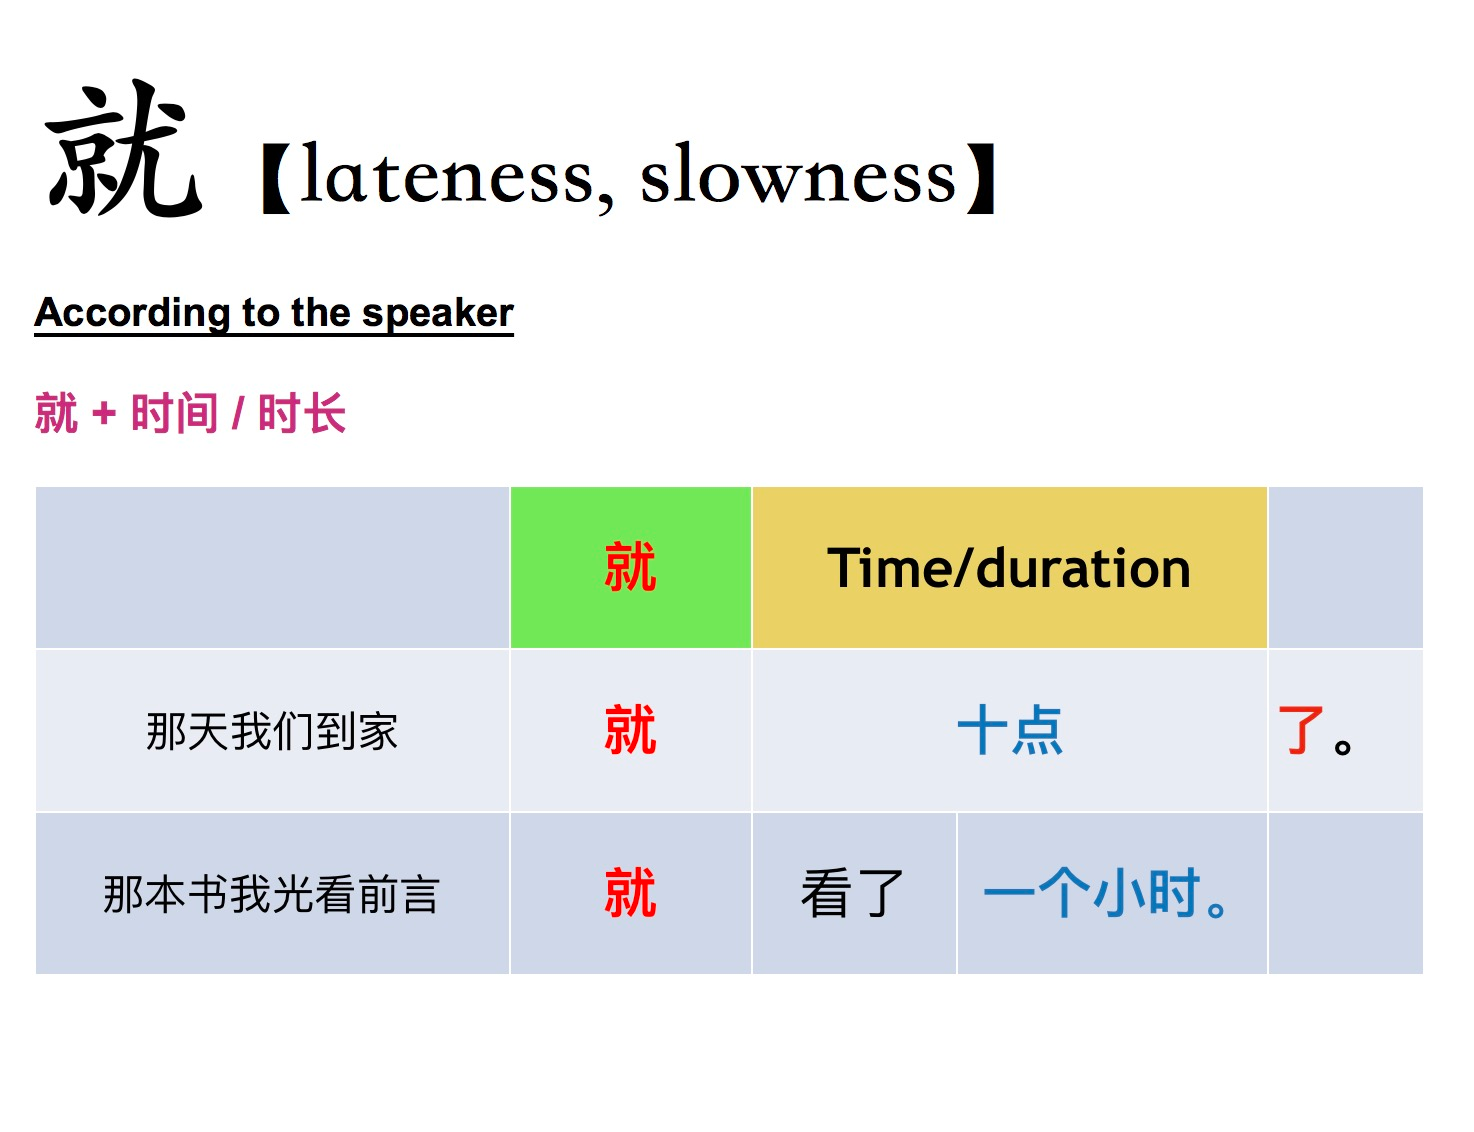 就【lateness, slowness】
According to the speaker
就 + 时间 / 时长
就 Time/duration
那天我们到家 就 十点 了。
那本书我光看前言 就 看了 一个小时。